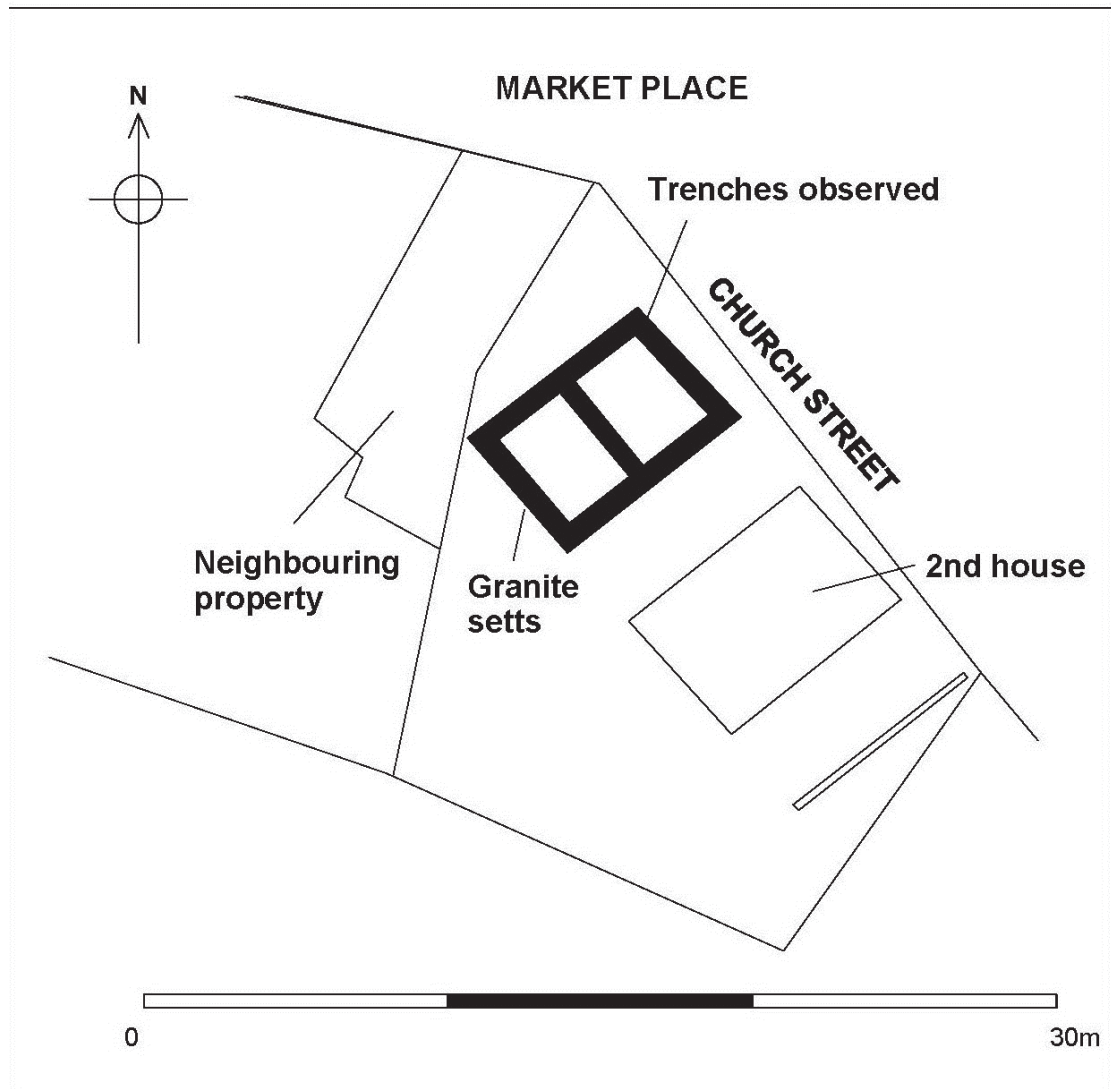 MARKET PLACE
N
Trenches observed
CHURCH STREET
Neighbouring
property
Granite
setts
2nd house
0
30m